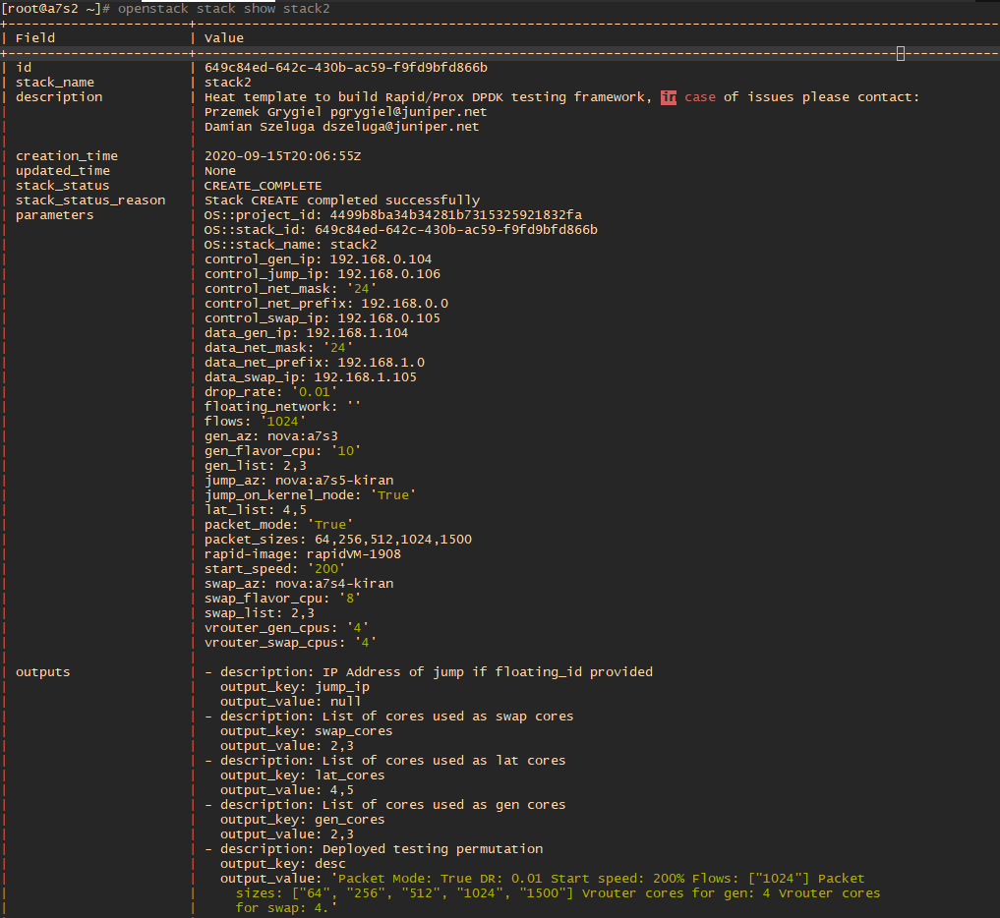 [root@a7s2 ~]# openstack stack show stack2
| Field | Value
| id | 649c84ed-642c-430b-ac59-f9fd9bfd866b
| stack_name | stack2
| description | Heat template to build Rapid/Prox DPDK testing framework, in case of issues please contact:
| | Przemek Grygiel pgrygiel@juniper.net
| | Damian Szeluga dszeluga@juniper.net
| |
| creation_time | 2020-09-15T20:06:55Z
| updated_time | None
| stack_status | CREATE_COMPLETE
| stack_status_reason | Stack CREATE completed successfully
| parameters | OS::project_id: 4499b8ba34b34281b7315325921832fa
| | OS::stack_id: 649c84ed-642c-430b-ac59-f9fd9bfd866b
| | OS::stack_name: stack2
| | control_gen_ip: 192.168.0.104
| | control_jump_ip: 192.168.0.106
| | control_net_mask: '24'
| | control_net_prefix: 192.168.0.0
| | control_swap_ip: 192.168.0.105
| | data_gen_ip: 192.168.1.104
| | data_net_mask: '24'
| | data_net_prefix: 192.168.1.0
| | data_swap_ip: 192.168.1.105
| | drop_rate: '0.01'
| | floating_network: ''
| | flows: '1024'
| | gen_az: nova:a7s3
| | gen_flavor_cpu: '10'
| | gen_list: 2,3
| | jump_az: nova:a7s5-kiran
| | jump_on_kernel_node: 'True'
| | lat_list: 4,5
| | packet_mode: 'True'
| | packet_sizes: 64,256,512,1024,1500
| | rapid-image: rapidVM-1908
| | start_speed: '200'
| | swap_az: nova:a7s4-kiran
| | swap_flavor_cpu: '8'
| | swap_list: 2,3
| | vrouter_gen_cpus: '4'
| | vrouter_swap_cpus: '4'
| |
| outputs | - description: IP Address of jump if floating_id provided
| | output_key: jump_ip
| | output_value: null
| | - description: List of cores used as swap cores
| | output_key: swap_cores
| | output_value: 2,3
| | - description: List of cores used as lat cores
| | output_key: lat_cores
| | output_value: 4,5
| | - description: List of cores used as gen cores
| | output_key: gen_cores
| | output_value: 2,3
| | - description: Deployed testing permutation
| | output_key: desc
| | output_value: 'Packet Mode: True DR: 0.01 Start speed: 200% Flows: ["1024"] Packet
| | sizes: ["64", "256", "512", "1024", "1500"] Vrouter cores for gen: 4 Vrouter cores
| | for swap: 4.'